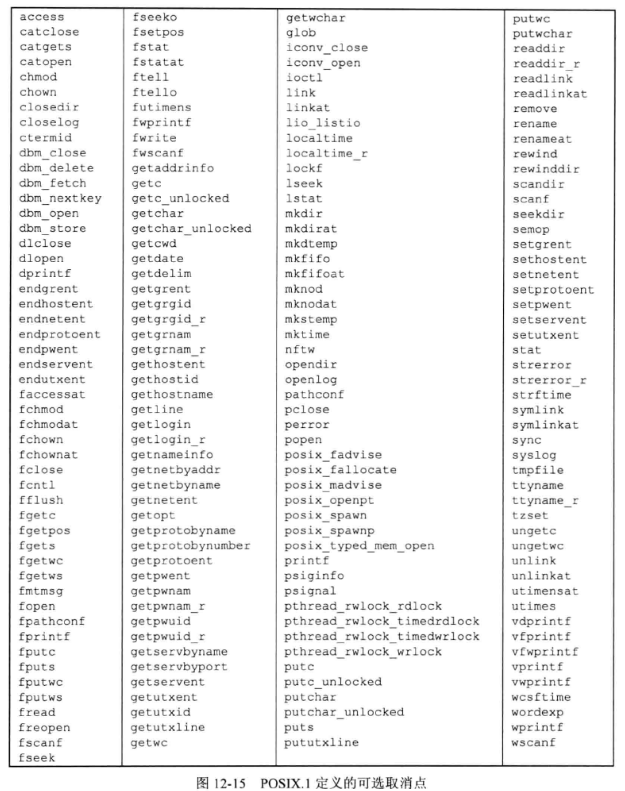 access
catclose
catgets
catopen
chmod
chown
closedir
closelog
ctermid
dbm_close
dbm_delete
dbm_fetch
dbm_nextkey
dbm_open
dbm_store
dlclose
dlopen
dprintf
endgrent
endhostent
endnetent
endprotoent
endpwent
endservent
endutxent
faccessat
fchmod
fchmodat
fchown
fchownat
fclose
fcntl
fflush
fgetc
fgetpos
fgets
fgetwc
fgetws
fmtmsg
fopen
fpathconf
fprintf
fputc
fputs
fputwc
fputws
fread
freopen
fscanf
fseek
fseeko
fsetpos
fstat
fstatat
ftell
ftello
futimens
fwprintf
fwrite
fwscanf
getaddrinfo
getc
getc_unlocked
getchar
getchar_unlocked
getcwd
getdate
getdelim
getgrent
getgrgid
getgrgid_r
getgrnam
getgrnam_r
gethostent
gethostid
gethostname
getline
getlogin
getlogin_r
getnameinfo
getnetbyaddr
getnetbyname
getnetent
getopt
getprotobyname
getprotobynumber
getprotoent
getpwent
getpwnam
getpwnam_r
getpwuid
getpwuid_r
getservbyname
getservbyport
getservent
getutxent
getutxid
getutxline
getwc
getwchar
glob
iconv_close
iconv_open
ioctl
link
linkat
lio_listio
localtime
localtime_r
lockf
lseek
lstat
mkdir
mkdirat
mkdtemp
mkfifo
mkfifoat
mknod
mknodat
mkstemp
mktime
nftw
opendir
openlog
pathconf
pclose
perror
popen
posix_fadvise
posix_fallocate
posix_madvise
posix_openpt
posix_spawn
posix_spawnp
posix_typed_mem_open
printf
psiginfo
psignal
pthread_rwlock_rdlock
pthread_rwlock_timedrdlock
pthread_rwlock_timedwrlock
pthread_rwlock_wrlock
putc
putc_unlocked
putchar
putchar_unlocked
puts
pututxline
putwc
putwchar
readdir
readdir_r
readlink
readlinkat
remove
rename
renameat
rewind
rewinddir
scandir
scanf
seekdir
semop
setgrent
sethostent
setnetent
setprotoent
setpwent
setservent
setutxent
stat
strerror
strerror_r
strftime
symlink
symlinkat
sync
syslog
tmpfile
ttyname
ttyname_r
tzset
ungetc
ungetwc
unlink
unlinkat
utimensat
utimes
vdprintf
vfprintf
vfwprintf
vprintf
vwprintf
wcsftime
wordexp
wprintf
wscanf
图 12-15 POSIX.1 定义的可选取消点